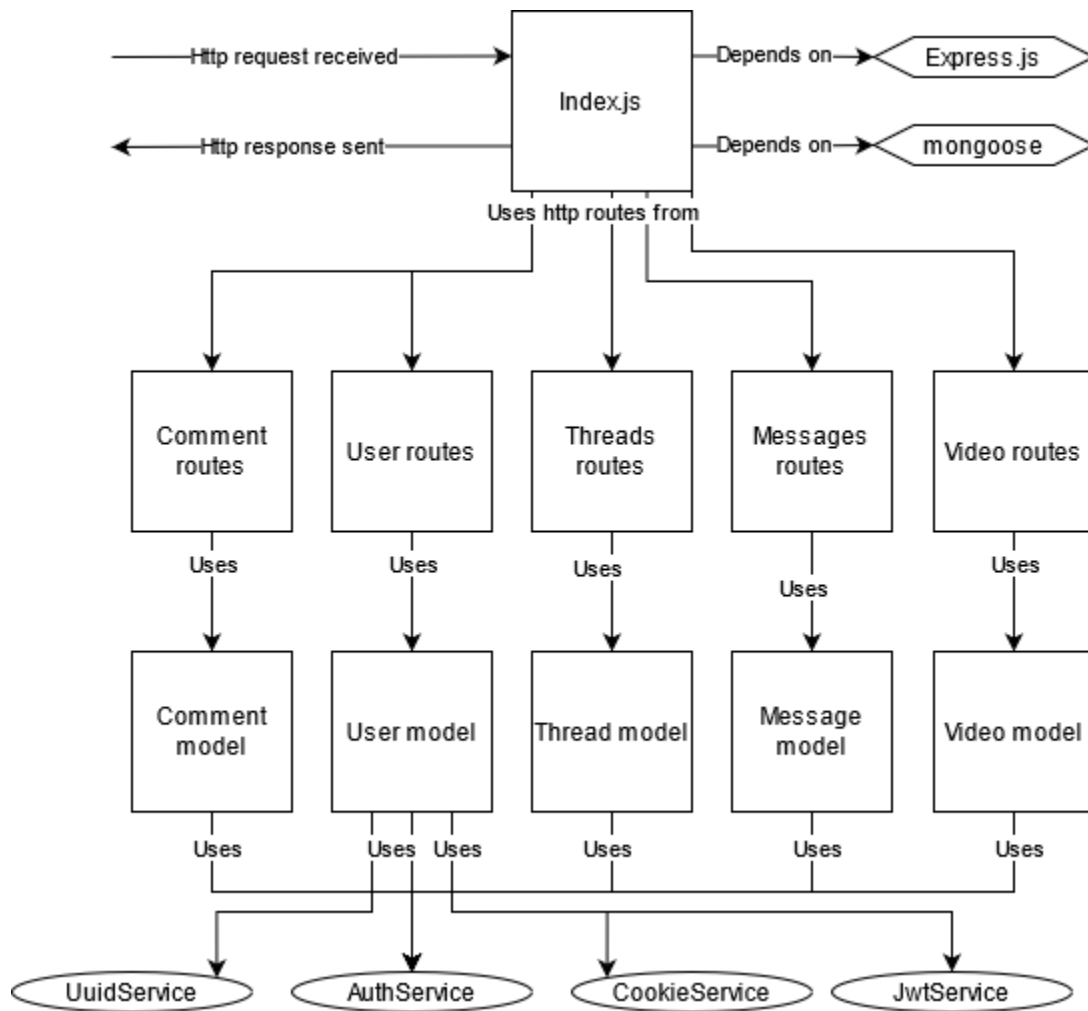 Http request received
Depends on
Express.js
Index.js
Http response sent
Depends on
mongoose
Uses http routes from
Comment
routes
User routes
Threads
routes
Messages
routes
Video routes
Uses
Uses
Uses
Uses
Uses
Comment
model
User model
Thread model
Message
model
Video model
Uses
Uses
Uses
Uses
Uses
Uses
UuidService
AuthService
CookieService
JwtService